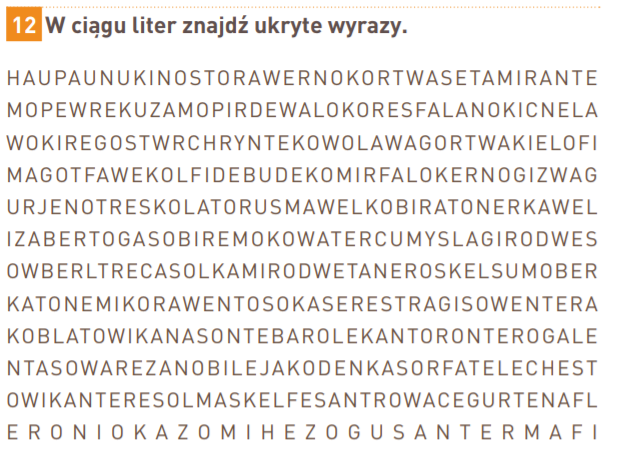 12 W ciągu liter znajdź ukryte wyrazy.
HAUPAUNUKINOSTORAWERNOKORTWASETAMIRANTE
MOPEWREKUZAMOPIRDEWALOKORESFALANOKICNELA
WOKIREGOSTWRCHRYNTEKOWOLAWAGORTWAKIELOFI
MAGOTFAWEKOLFIDEBUDEKOMIRFALOKERNOGIZWAG
URJENOTRESKOLATORUSMAWELKOBIRATONERKAWEL
IZABERTOGASOBIREMOKOWATERCUMYSLAGIRODWES
OWBERLTRECASOLKAMIRODWETANEROSKELSUMOBER
KATONEMIKORAWENTOSOKASERESTRAGISOWENTERA
KOBLATOWIKANASONTEBAROLEKANTORONTEROGALE
NTASOWAREZANOBILEJAKODENKASORFATELECHEST
OWIKANTERESOLMASKELFESANTROWACEGURTENAFL
ERONIOKAZOMIHEZOGUSANTERMAFI